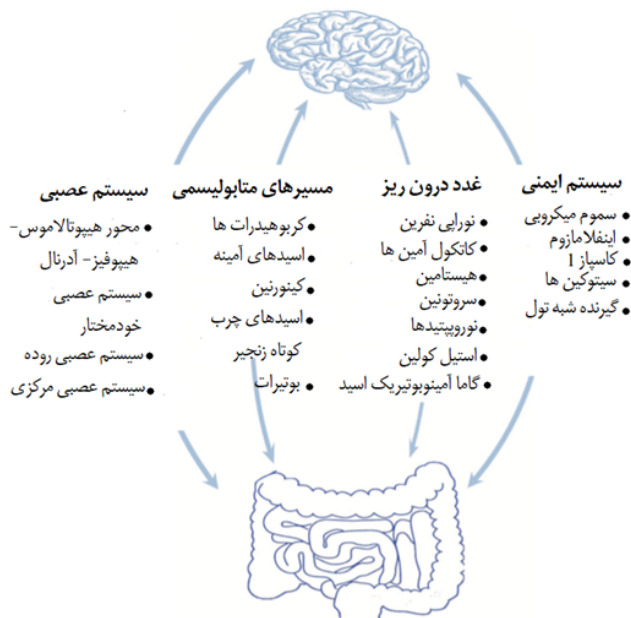 سیستم ایمنی
سموم میکروبی
اینفلامازوم
کاسپاز 1
سیتوکین ها
گیرنده شبه تول
غدد درون ریز
نوراپی نفرین
کاتکول آمین ها
هیستامین
سروتونین
نوروپپتیدها
استیل کولین
گاما آمینوبوتیریک اسید
مسیرهای متابولیسمی
کربوهیدرات ها
اسیدهای آمینه
کینورنین
اسیدهای چرب
کوتاه زنجیر
بوتیرات
سیستم عصبی
محور هیپوتالاموس-
هیپوفیز- آدرنال
سیستم عصبی
خودمختار
سیستم عصبی روده
سیستم عصبی مرکزی